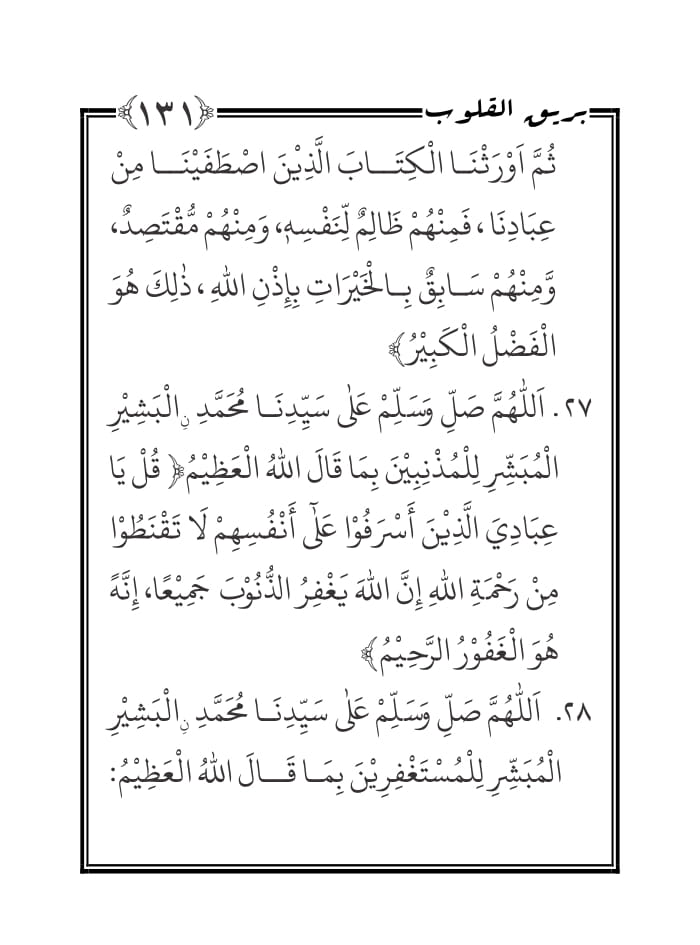 بريق القلوب ﴿١٣١﴾
ثُمَّ اَوْرَثْنَا الْكِتَابَ الَّذِيْنَ اصْطَفَيْنَا مِنْ
عِبَادِنَا، فَمِنْهُمْ ظَالِمٌ لِّنَفْسِهٖ، وَمِنْهُمْ مُّقْتَصِدٌ،
وَّمِنْهُمْ سَابِقٌ بِالْخَيْرَاتِ بِإِذْنِ اللهِ، ذٰلِكَ هُوَ
الْفَضْلُ الْكَبِيْرُ﴾
٢٧. اَللّٰهُمَّ صَلِّ وَسَلِّمْ عَلٰى سَيِّدِنَا مُحَمَّدِ ۨالْبَشِيْرِ
الْمُبَشِّرِ لِلْمُذْنِبِيْنَ بِمَا قَالَ اللهُ الْعَظِيْمُ﴿ قُلْ يَا
عِبَادِيَ الَّذِيْنَ أَسْرَفُوْا عَلٰٓى أَنْفُسِهِمْ لَا تَقْنَطُوْا
مِنْ رَحْمَةِ اللهِ إِنَّ اللهَ يَغْفِرُ الذُّنُوْبَ جَمِيْعًا، إِنَّهٗ
هُوَ الْغَفُوْرُ الرَّحِيْمُ﴾
٢٨. اَللّٰهُمَّ صَلِّ وَسَلِّمْ عَلٰى سَيِّدِنَا مُحَمَّدِ ۨالْبَشِيْرِ
الْمُبَشِّرِ لِلْمُسْتَغْفِرِيْنَ بِمَا قَالَ اللهُ الْعَظِيْمُ: